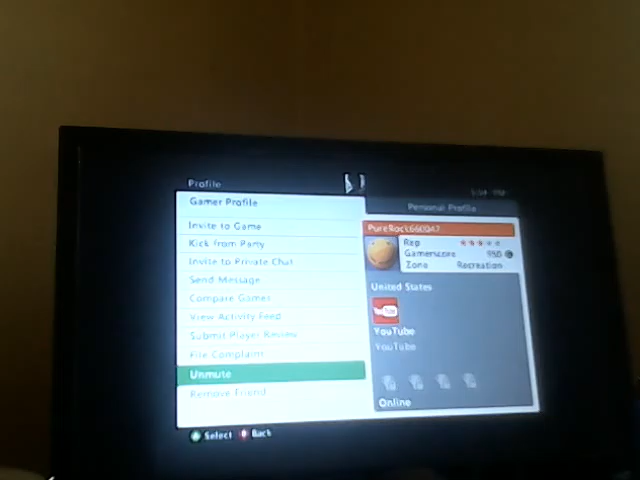 Profile
Gamer Profile
Invite to Game
Kick from Party
Invite to Private Chat
Send Message
Compare Games
View Activity Feed
Submit Player Review
File Complaint
Unmute
Remove Friend
Select Back
Personal Profile
Rep
Gamerscore 950
Zone Recreation
United States
YouTube
YouTube
Online